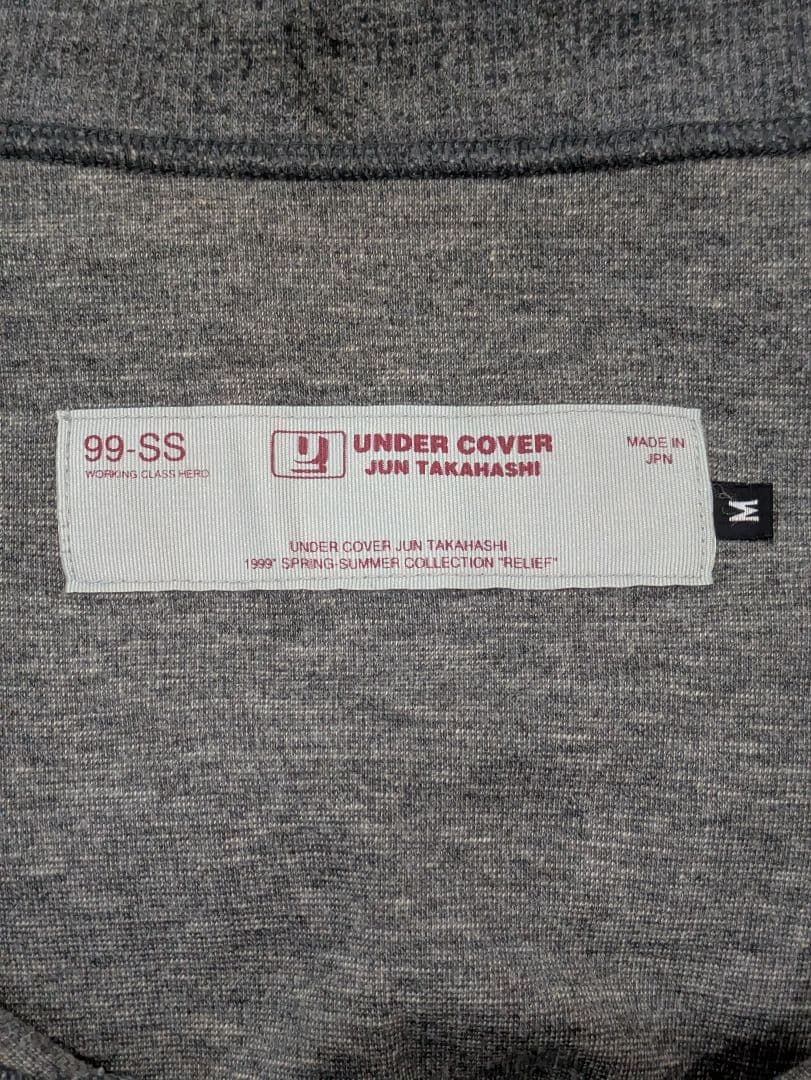 99-SS
WORKING CLASS HERO
U
UNDER COVER
JUN TAKAHASHI
MADE IN
JPN
M
UNDER COVER JUN TAKAHASHI
1999" SPRING-SUMMER COLLECTION "RELIEF"